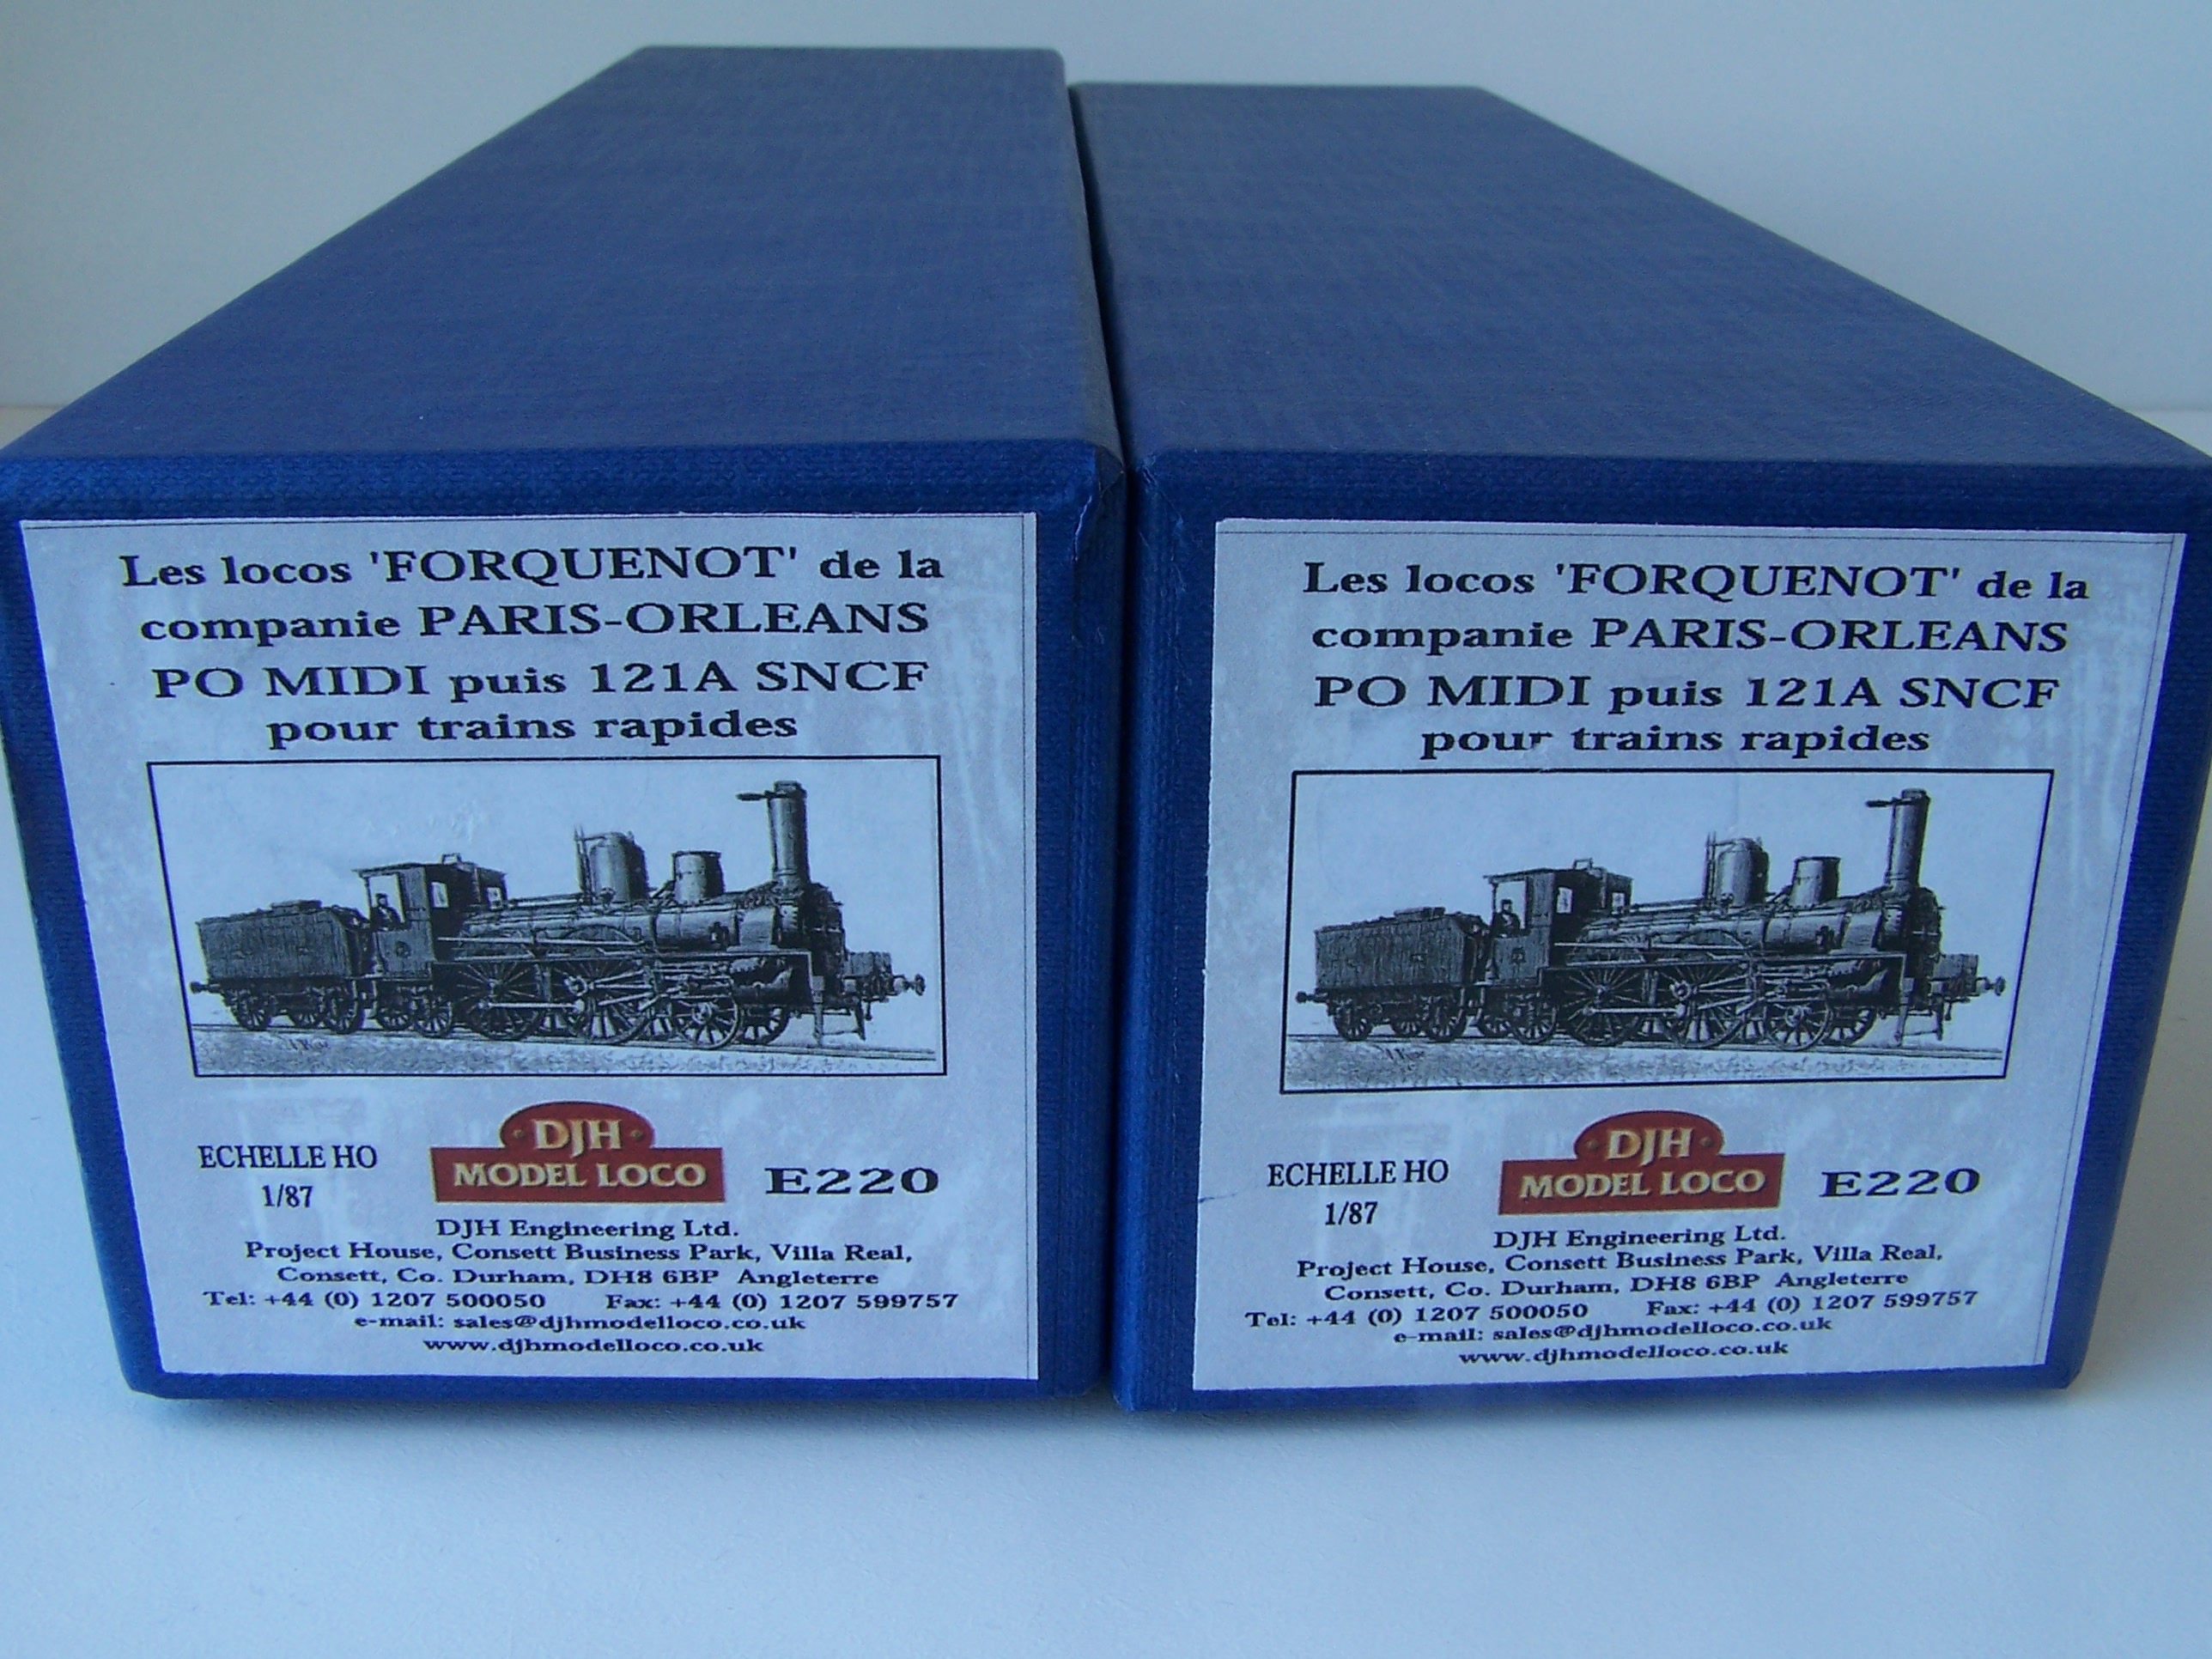 Les locos 'FORQUENOT' de la
companie PARIS-ORLEANS
PO MIDI puis 121A SNCF
pour trains rapides
ECHELLE HO
1/87
DJH
MODEL LOCO
E220
DJH Engineering Ltd.
Project House, Consett Business Park, Villa Real,
Consett, Co. Durham, DH8 6BP Angleterre
Tel: +44 (0) 1207 500050 Fax: +44 (0) 1207 599757
e-mail: sales@djhmodelloco.co.uk
www.djhmodelloco.co.uk
Les locos 'FORQUENOT' de la
companie PARIS-ORLEANS
PO MIDI puis 121A SNCF
pour trains rapides
ECHELLE HO
1/87
DJH
MODEL LOCO
E220
DJH Engineering Ltd.
Project House, Consett Business Park, Villa Real,
Consett, Co. Durham, DH8 6BP Angleterre
Tel: +44 (0) 1207 500050 Fax: +44 (0) 1207 599757
e-mail: sales@djhmodelloco.co.uk
www.djhmodelloco.co.uk